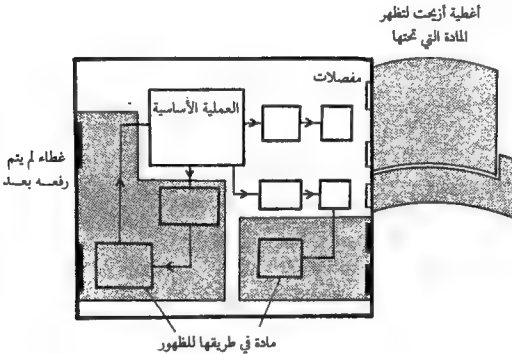 أغطية أزيحت لتظهر
المادة التي تحتها
مفصلات
العملية الأساسية
غطاء لم يتم
رفعه بعد
مادة في طريقها للظهور